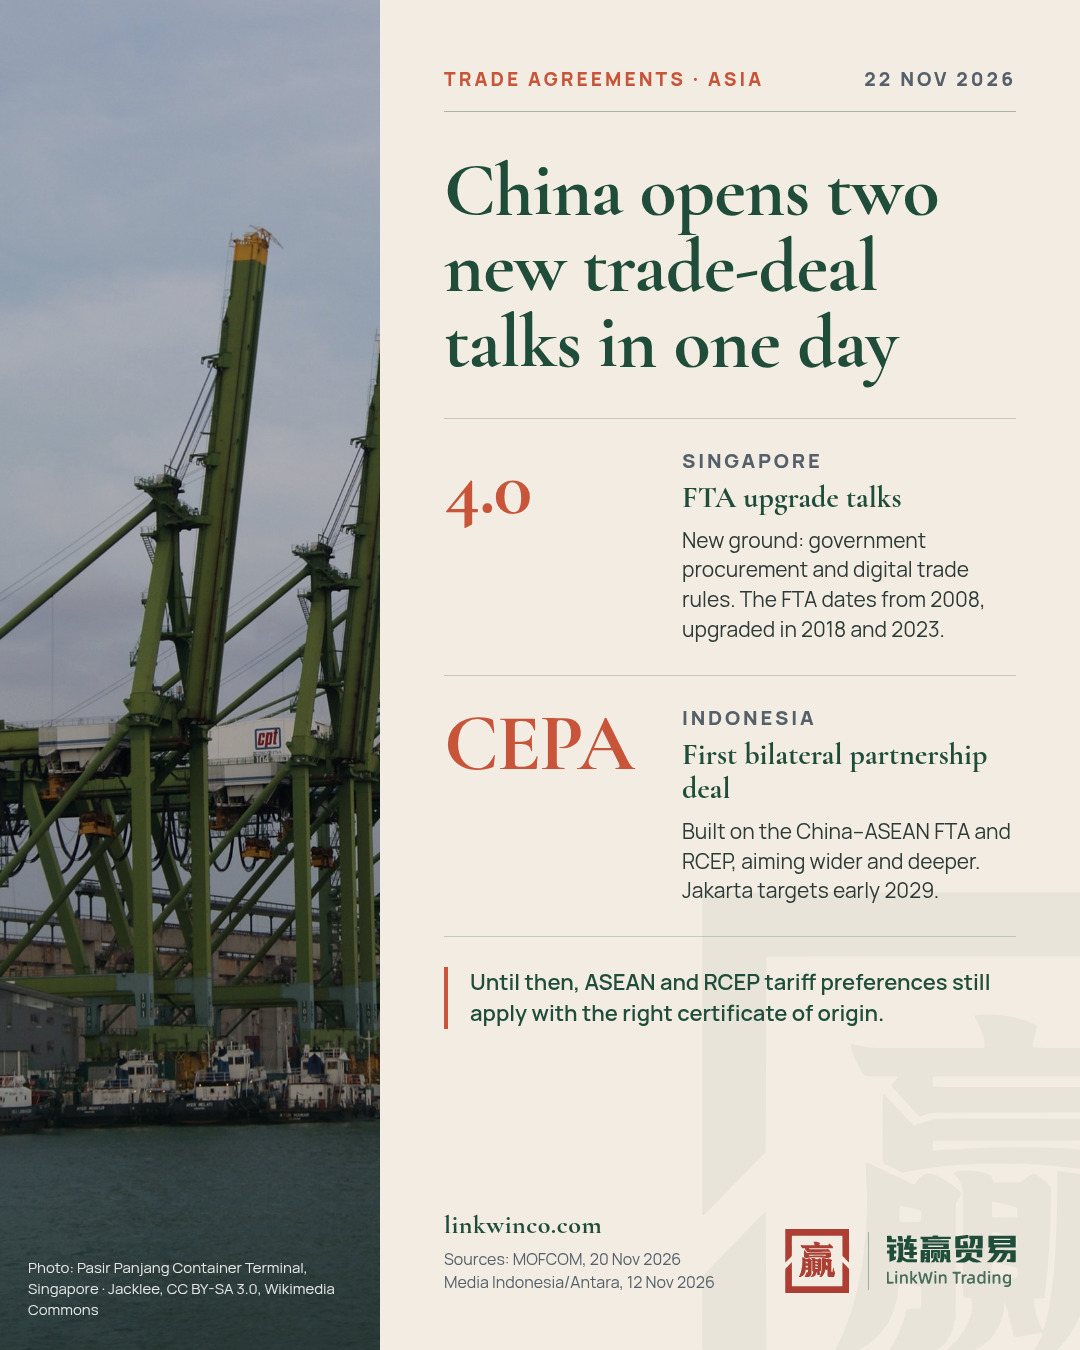 TRADE AGREEMENTS · ASIA
22 NOV 2026
China opens two
new trade-deal
talks in one day
4.0
SINGAPORE
FTA upgrade talks
New ground: government
procurement and digital trade
rules. The FTA dates from 2008,
upgraded in 2018 and 2023.
CEPA
INDONESIA
First bilateral partnership
deal
Built on the China–ASEAN FTA and
RCEP, aiming wider and deeper.
Jakarta targets early 2029.
Until then, ASEAN and RCEP tariff preferences still
apply with the right certificate of origin.
linkwinco.com
Sources: MOFCOM, 20 Nov 2026
Media Indonesia/Antara, 12 Nov 2026
赢
链赢贸易
LinkWin Trading
cpt
Photo: Pasir Panjang Container Terminal,
Singapore · Jacklee, CC BY-SA 3.0, Wikimedia
Commons